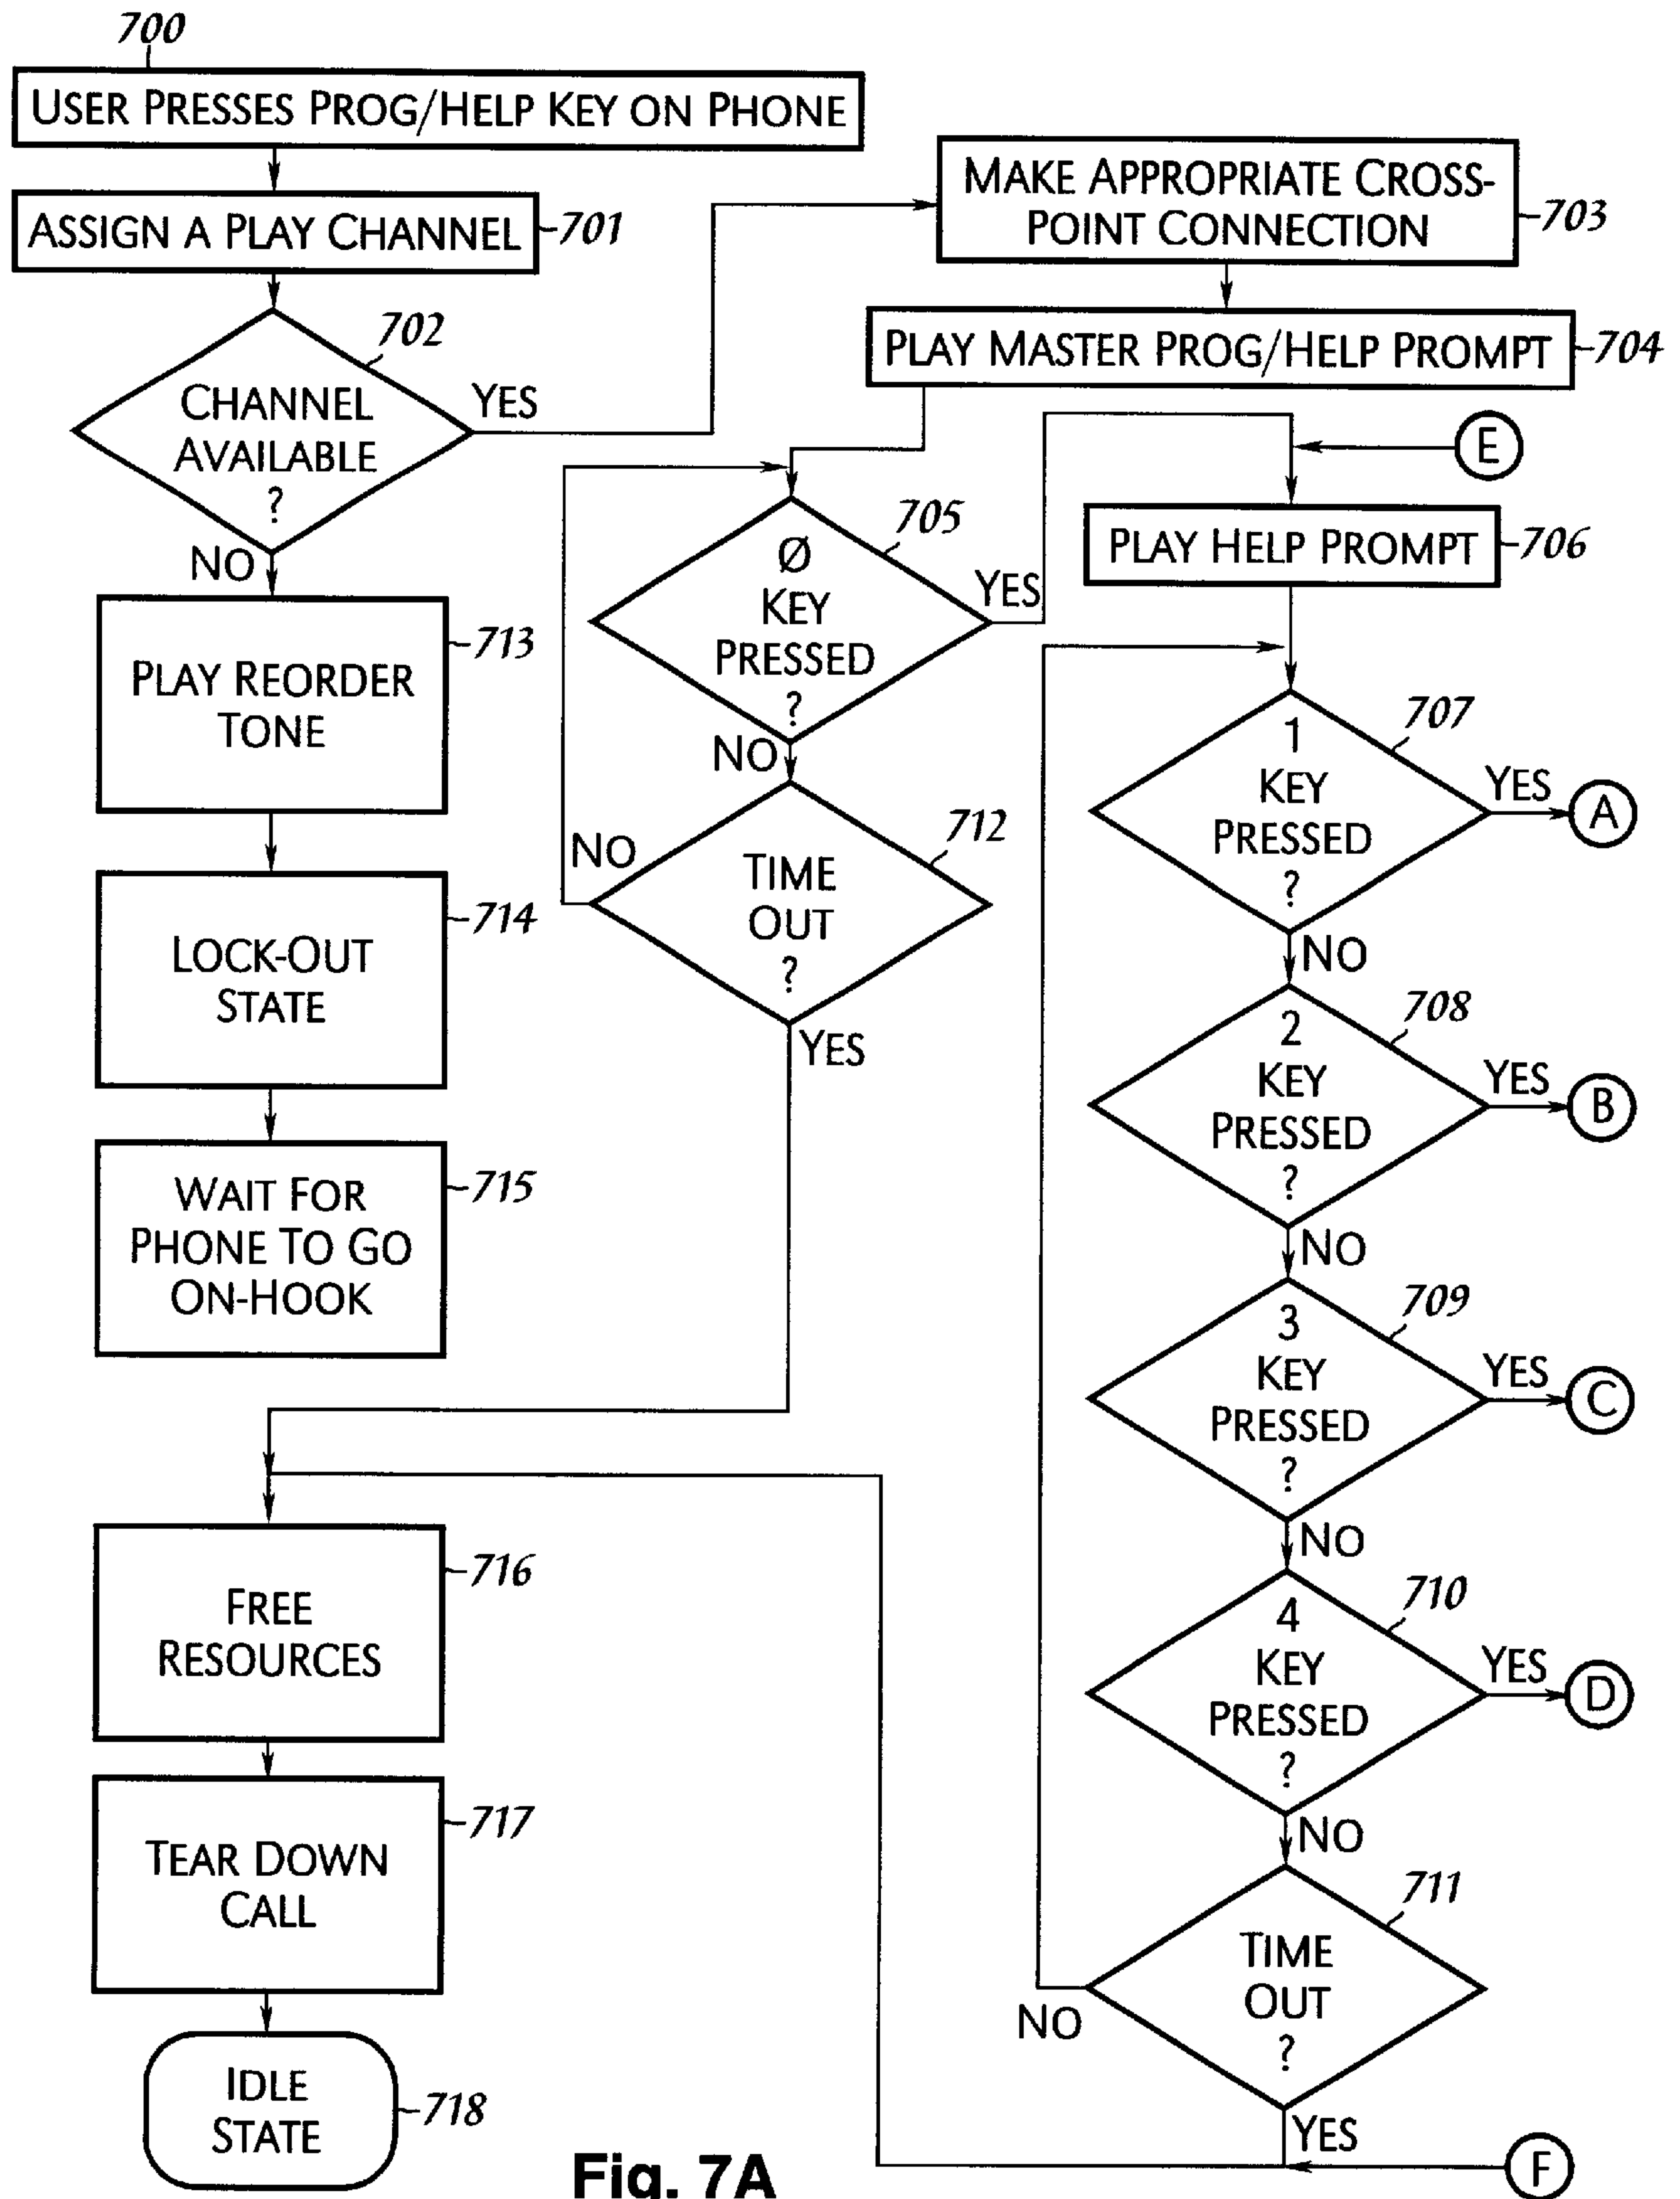 700
USER PRESSES PROG/HELP KEY ON PHONE
ASSIGN A PLAY CHANNEL
701
702
CHANNEL
AVAILABLE
?
YES
NO
MAKE APPROPRIATE CROSS-
POINT CONNECTION
703
PLAY MASTER PROG/HELP PROMPT
704
E
705
Ø
KEY
PRESSED
?
YES
NO
PLAY HELP PROMPT
706
713
PLAY REORDER
TONE
712
TIME
OUT
?
NO
YES
707
1
KEY
PRESSED
?
YES
A
NO
714
LOCK-OUT
STATE
708
2
KEY
PRESSED
?
YES
B
NO
715
WAIT FOR
PHONE TO GO
ON-HOOK
709
3
KEY
PRESSED
?
YES
C
NO
716
FREE
RESOURCES
710
4
KEY
PRESSED
?
YES
D
NO
717
TEAR DOWN
CALL
711
TIME
OUT
?
NO
YES
F
IDLE
STATE
718
Fig. 7A